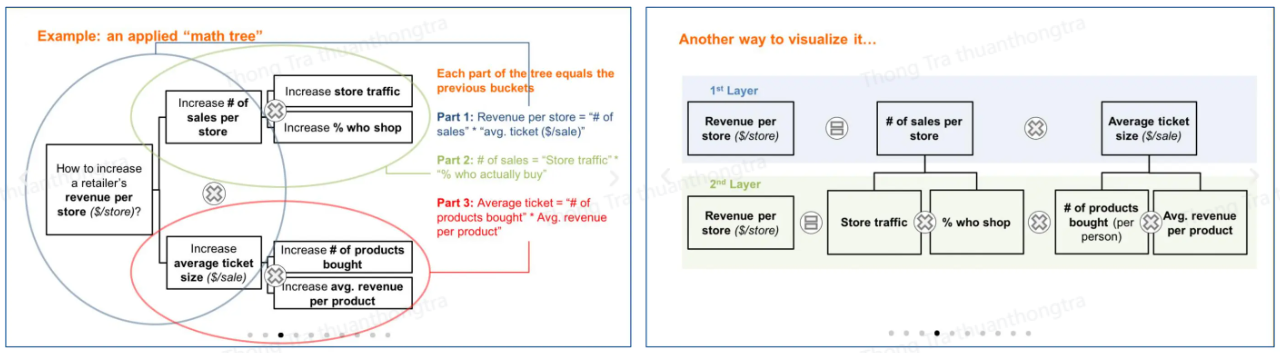 Example: an applied “math tree”
How to increase
a retailer’s
revenue per
store ($/store)?
Increase # of
sales per
store
Increase store traffic
Increase % who shop
Increase
average ticket
size ($/sale)
Increase # of products
bought
Increase avg. revenue
per product
Each part of the tree equals the
previous buckets
Part 1: Revenue per store = “# of
sales” * “avg. ticket ($/sale)”
Part 2: # of sales = “Store traffic” *
“% who actually buy”
Part 3: Average ticket = “# of
products bought” * Avg. revenue
per product”
Thong Tra thuanthongtra
Another way to visualize it…
1st Layer
Revenue per
store ($/store)
# of sales per
store
Average ticket
size ($/sale)
2nd Layer
Revenue per
store ($/store)
Store traffic
% who shop
# of products
bought (per
person)
Avg. revenue
per product
Thong Tra thuanthongtra